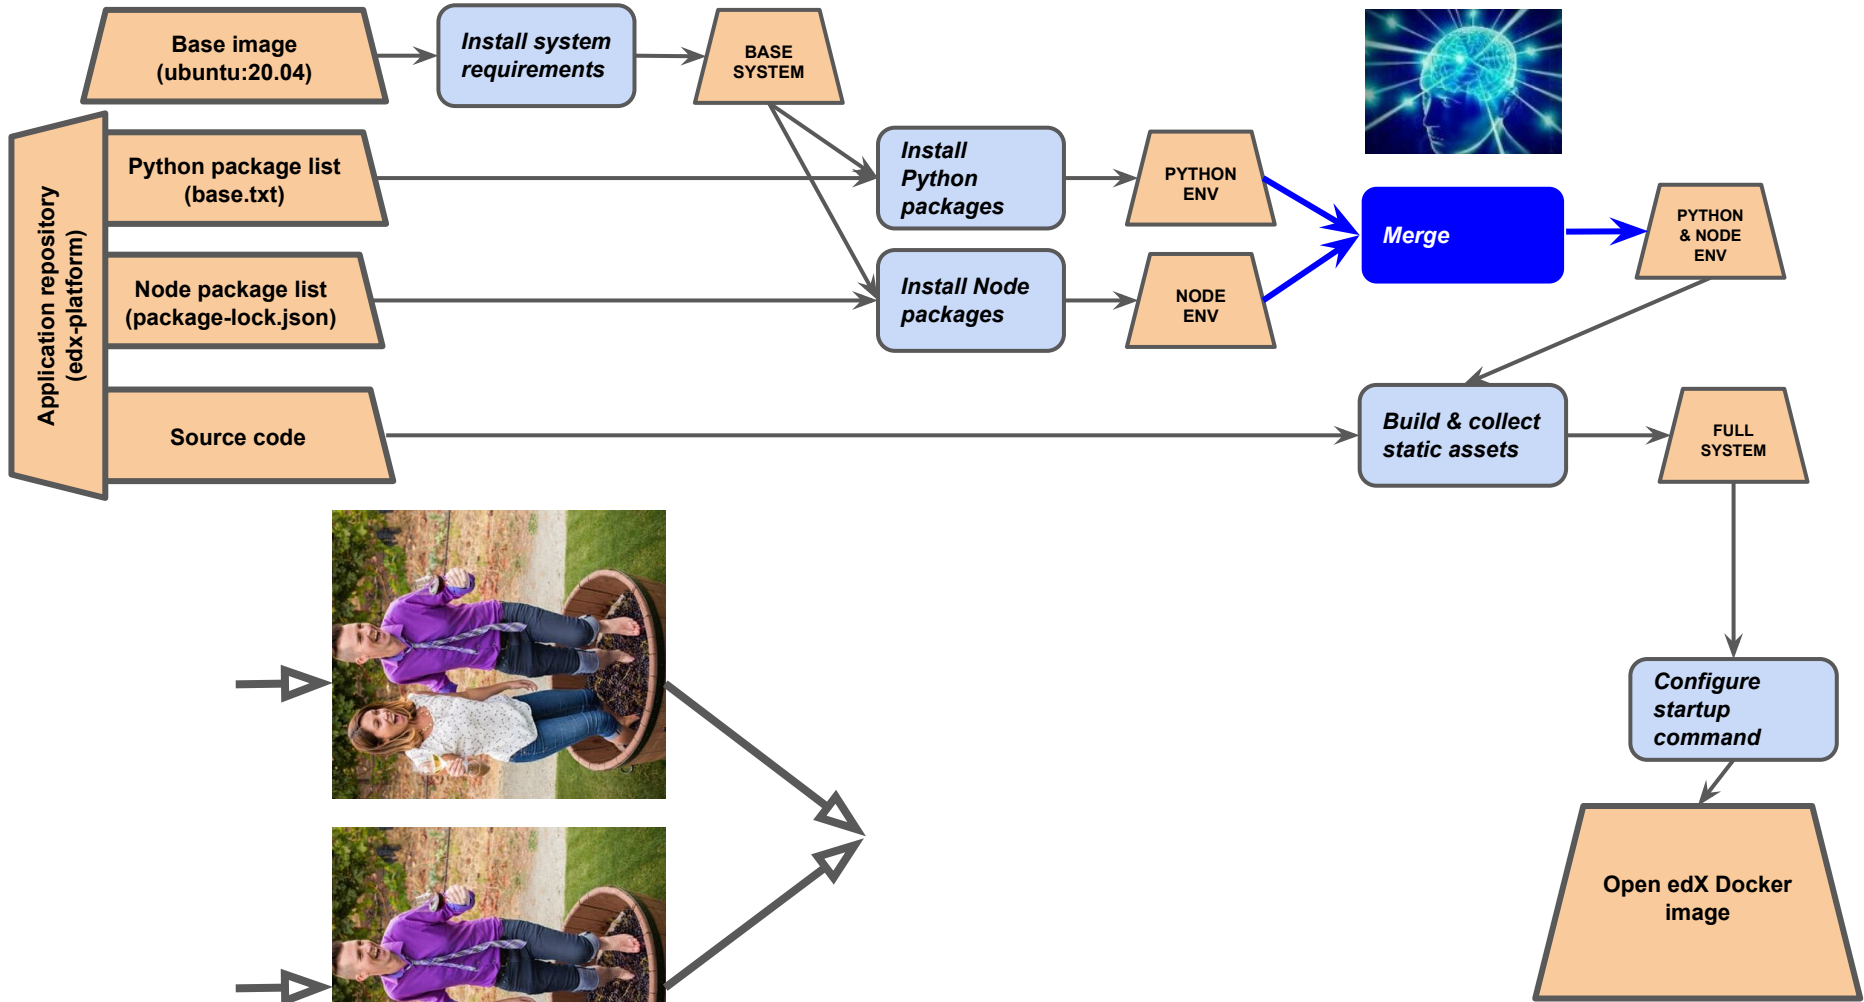 Base image
(ubuntu:20.04)
Install system
requirements
BASE
SYSTEM
Application repository
(edx-platform)
Python package list
(base.txt)
Install
Python
packages
PYTHON
ENV
Merge
PYTHON
& NODE
ENV
Node package list
(package-lock.json)
Install Node
packages
NODE
ENV
Source code
Build & collect
static assets
FULL
SYSTEM
Configure
startup
command
Open edX Docker
image